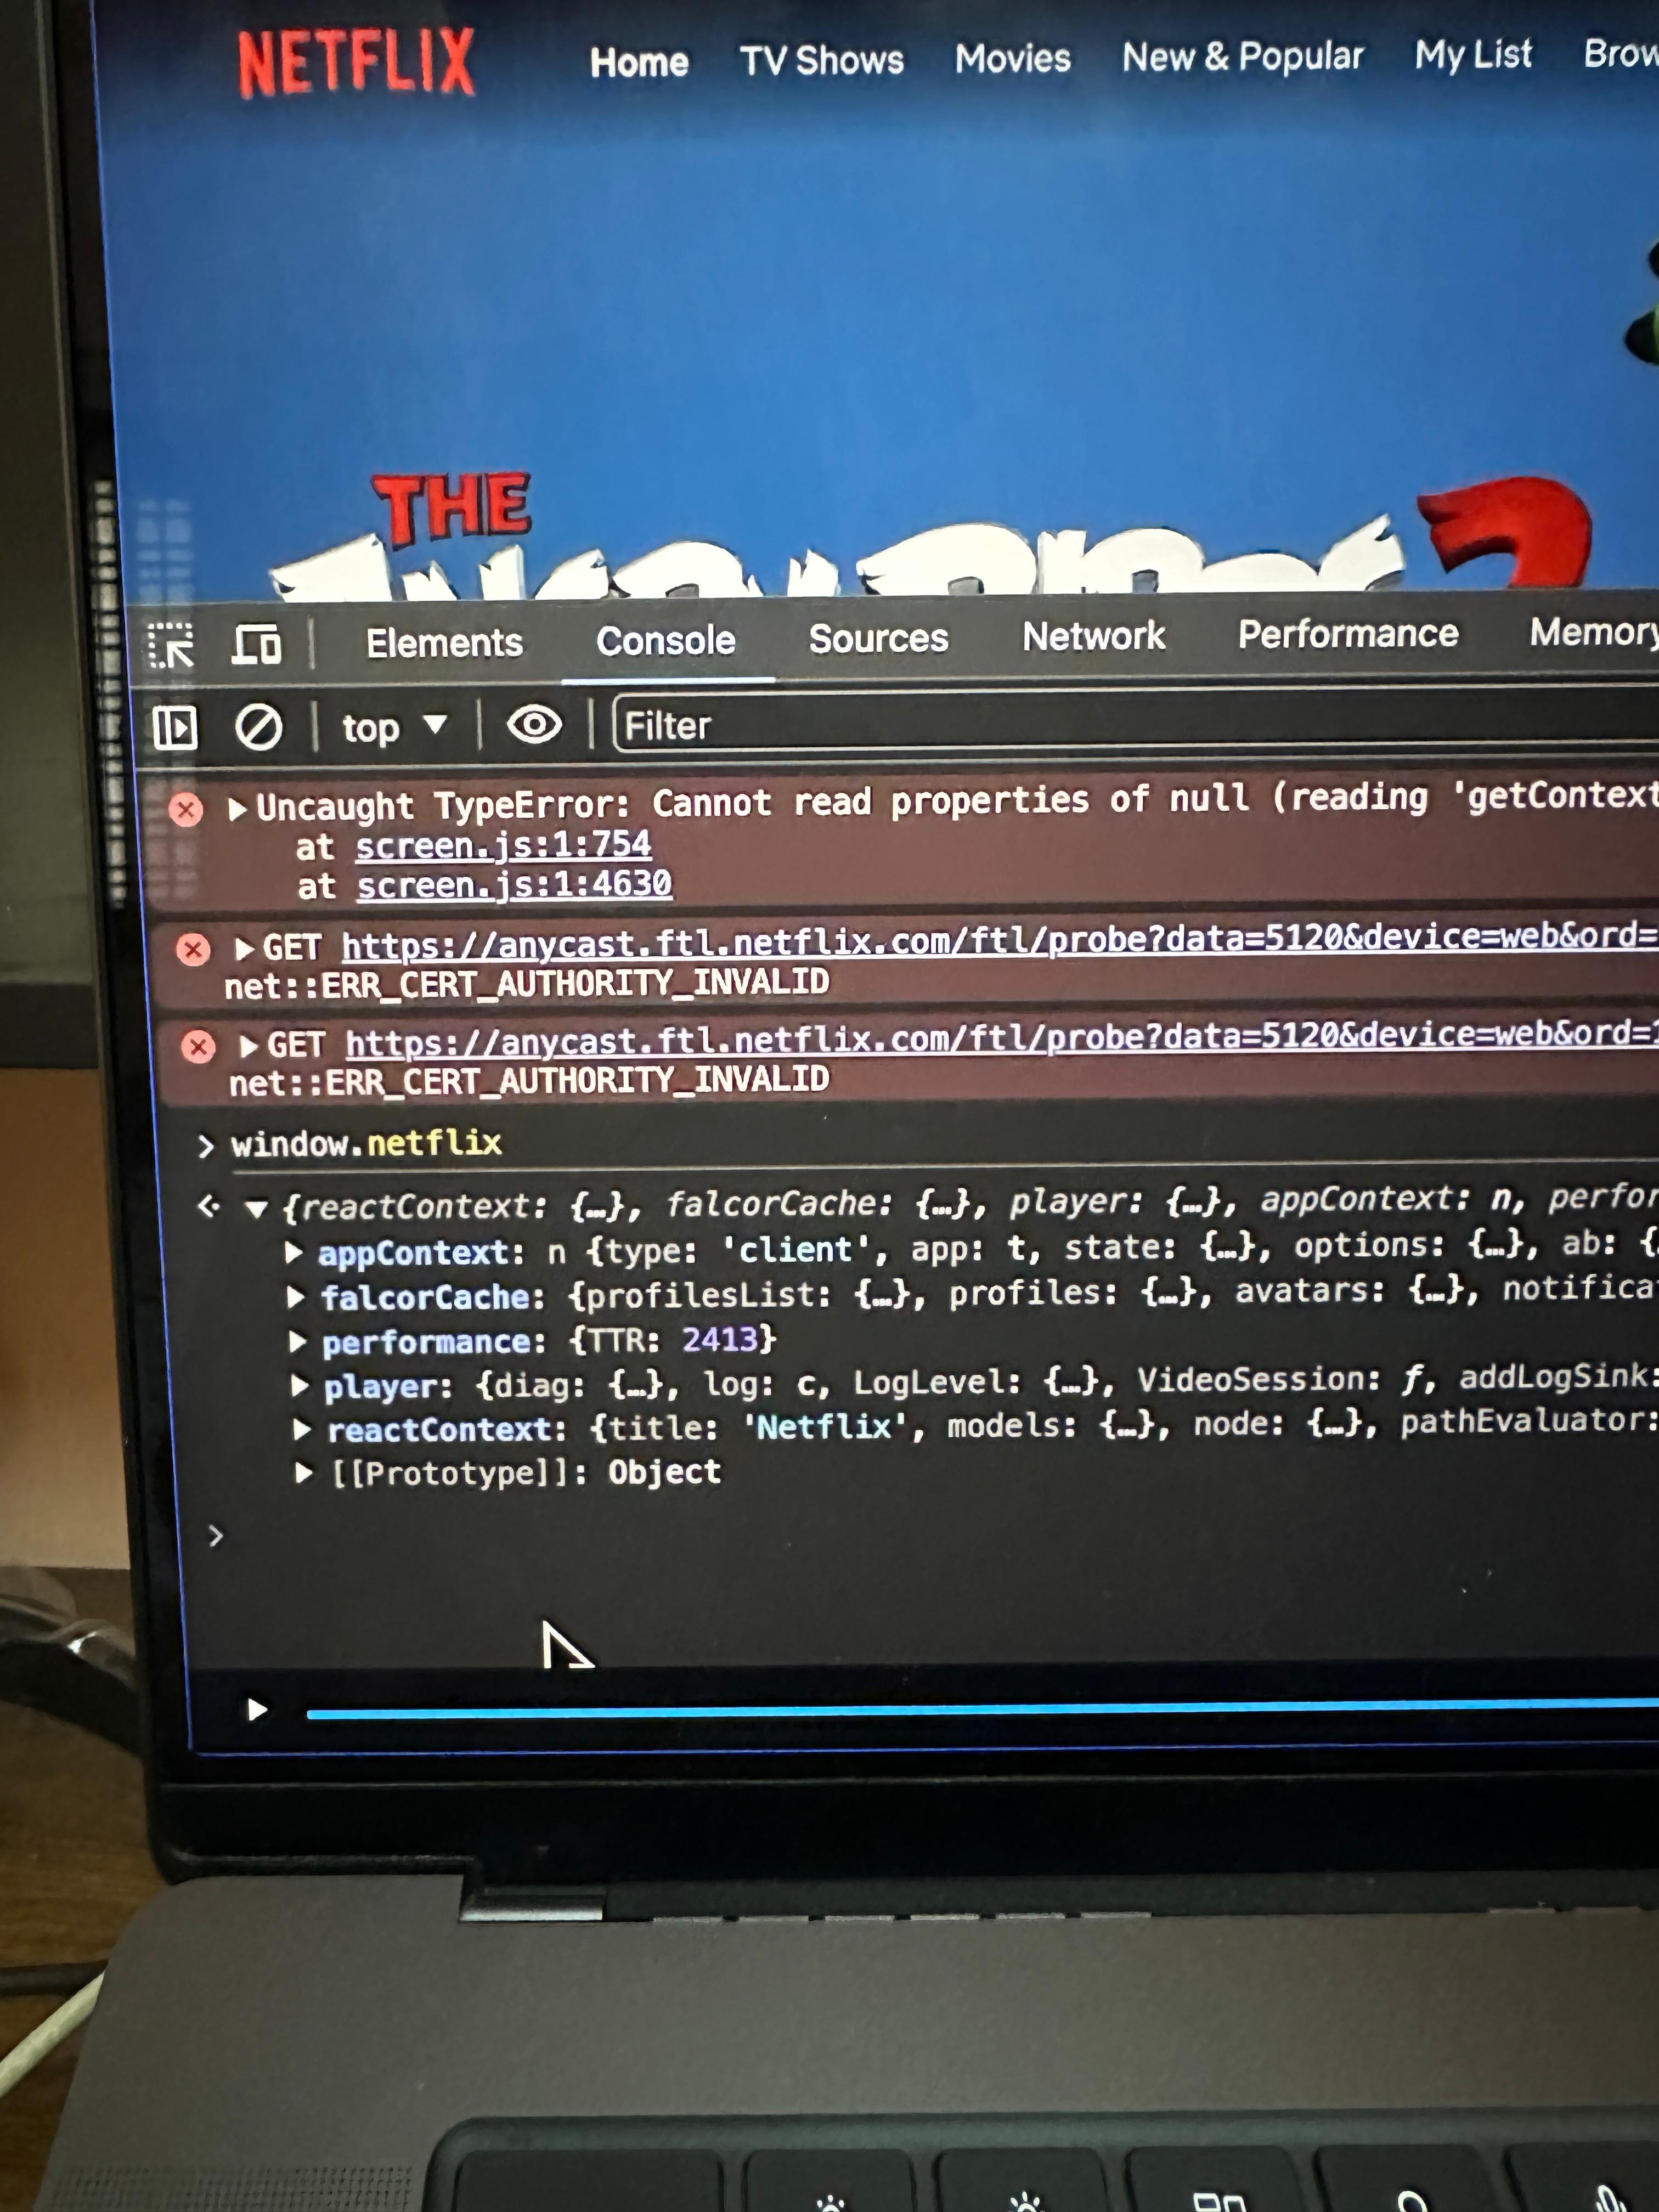 NETFLIX Home TV Shows Movies New & Popular My List Brow
THE
2
Elements Console Sources Network Performance Memory
top Filter
Uncaught TypeError: Cannot read properties of null (reading 'getContext
at screen.js:1:754
at screen.js:1:4630
GET https://anycast.ftl.netflix.com/ftl/probe?data=5120&device=web&ord=
net::ERR_CERT_AUTHORITY_INVALID
GET https://anycast.ftl.netflix.com/ftl/probe?data=5120&device=web&ord=1
net::ERR_CERT_AUTHORITY_INVALID
> window.netflix
{reactContext: {…}, falcorCache: {…}, player: {…}, appContext: n, perfor
appContext: n {type: 'client', app: t, state: {…}, options: {…}, ab: {
falcorCache: {profilesList: {…}, profiles: {…}, avatars: {…}, notifica
performance: {TTR: 2413}
player: {diag: {…}, log: c, LogLevel: {…}, VideoSession: ƒ, addLogSink:
reactContext: {title: 'Netflix', models: {…}, node: {…}, pathEvaluator:
[[Prototype]]: Object
>